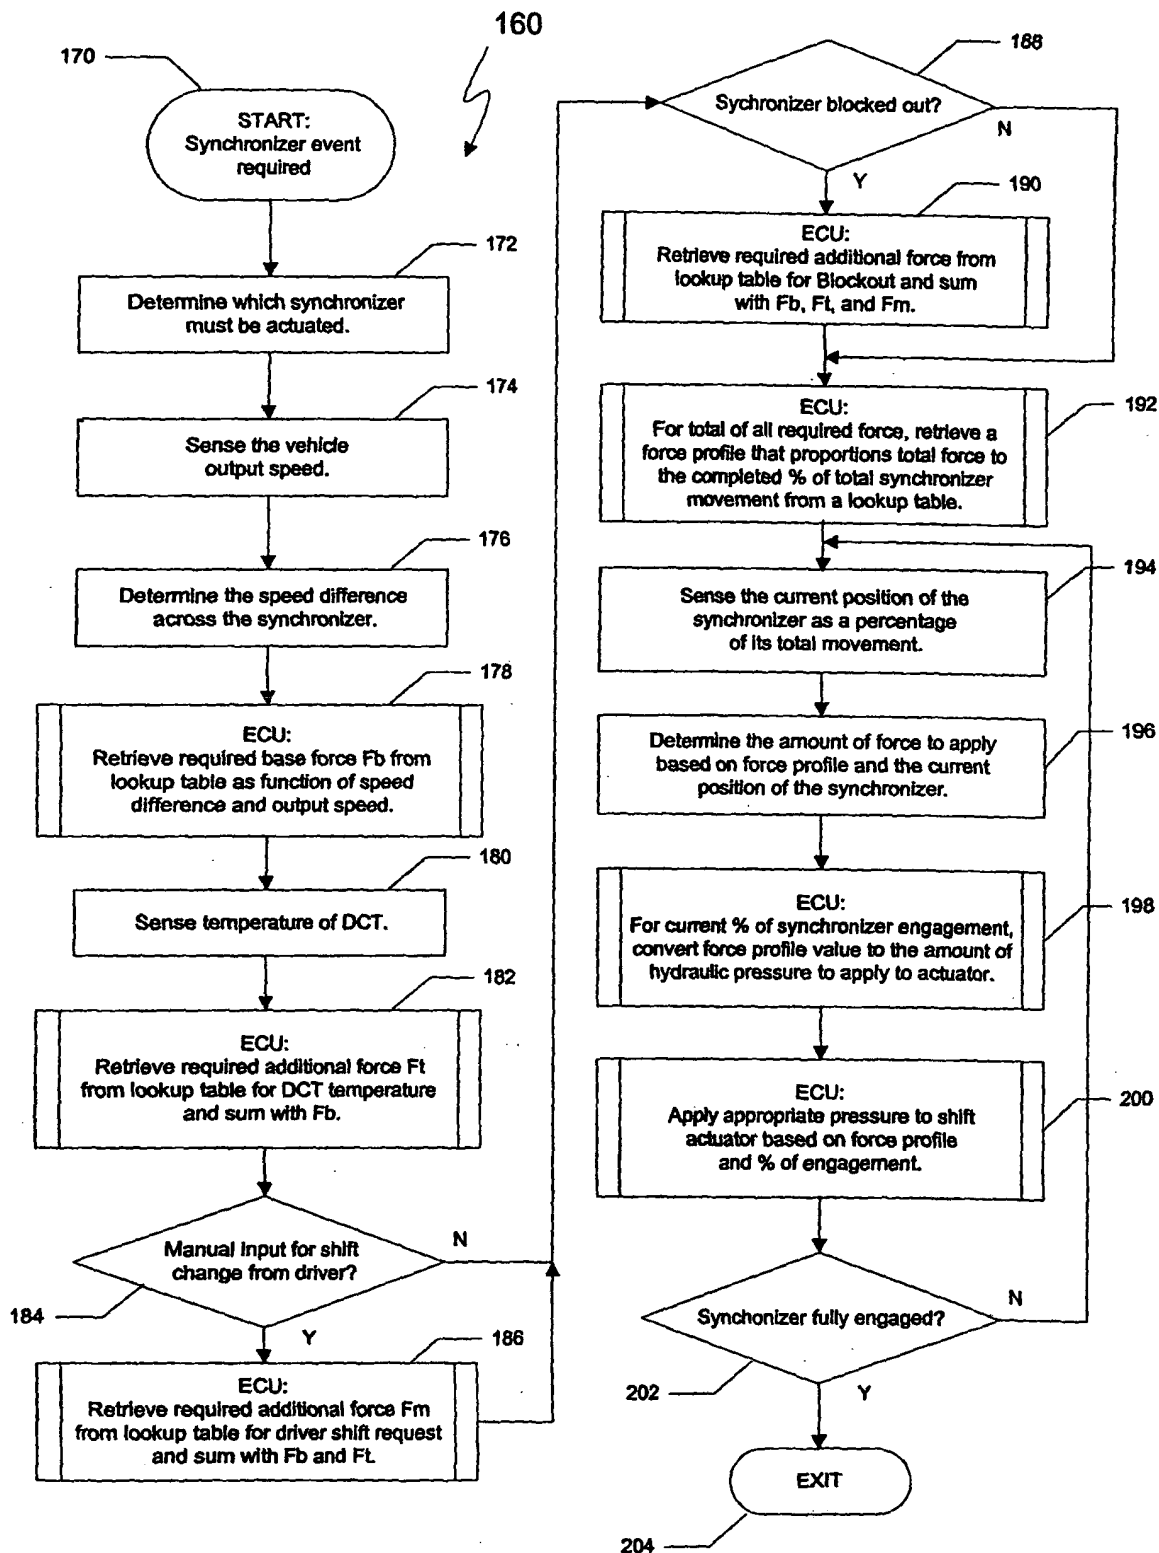 160
170
START:
Synchronizer event
required
172
Determine which synchronizer
must be actuated.
174
Sense the vehicle
output speed.
176
Determine the speed difference
across the synchronizer.
178
ECU:
Retrieve required base force Fb from
lookup table as function of speed
difference and output speed.
180
Sense temperature of DCT.
182
ECU:
Retrieve required additional force Ft
from lookup table for DCT temperature
and sum with Fb.
Manual Input for shift
change from driver?
N
184
Y
186
ECU:
Retrieve required additional force Fm
from lookup table for driver shift request
and sum with Fb and Ft.
188
Sychronizer blocked out?
N
Y
190
ECU:
Retrieve required additional force from
lookup table for Blockout and sum
with Fb, Ft, and Fm.
192
ECU:
For total of all required force, retrieve a
force profile that proportions total force to
the completed % of total synchronizer
movement from a lookup table.
194
Sense the current position of the
synchronizer as a percentage
of its total movement.
196
Determine the amount of force to apply
based on force profile and the current
position of the synchronizer.
198
ECU:
For current % of synchronizer engagement,
convert force profile value to the amount of
hydraulic pressure to apply to actuator.
200
ECU:
Apply appropriate pressure to shift
actuator based on force profile
and % of engagement.
Synchonizer fully engaged?
N
202
Y
EXIT
204